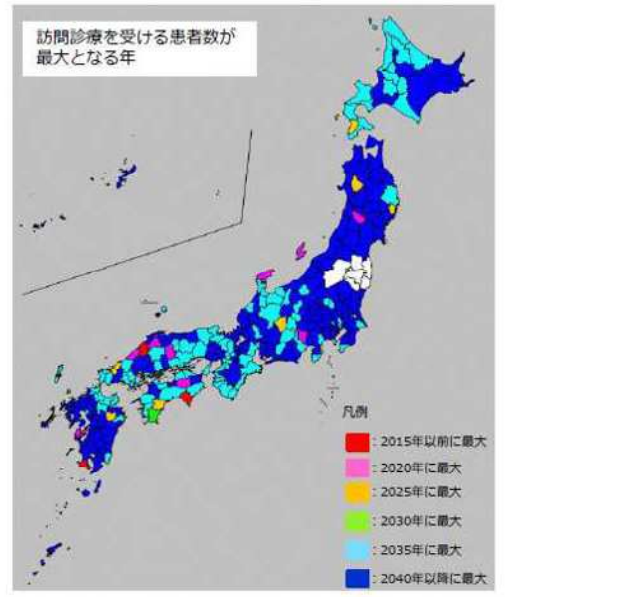 訪問診療を受ける患者数が
最大となる年
凡例
：2015年以前に最大
：2020年に最大
：2025年に最大
：2030年に最大
：2035年に最大
：2040年以降に最大